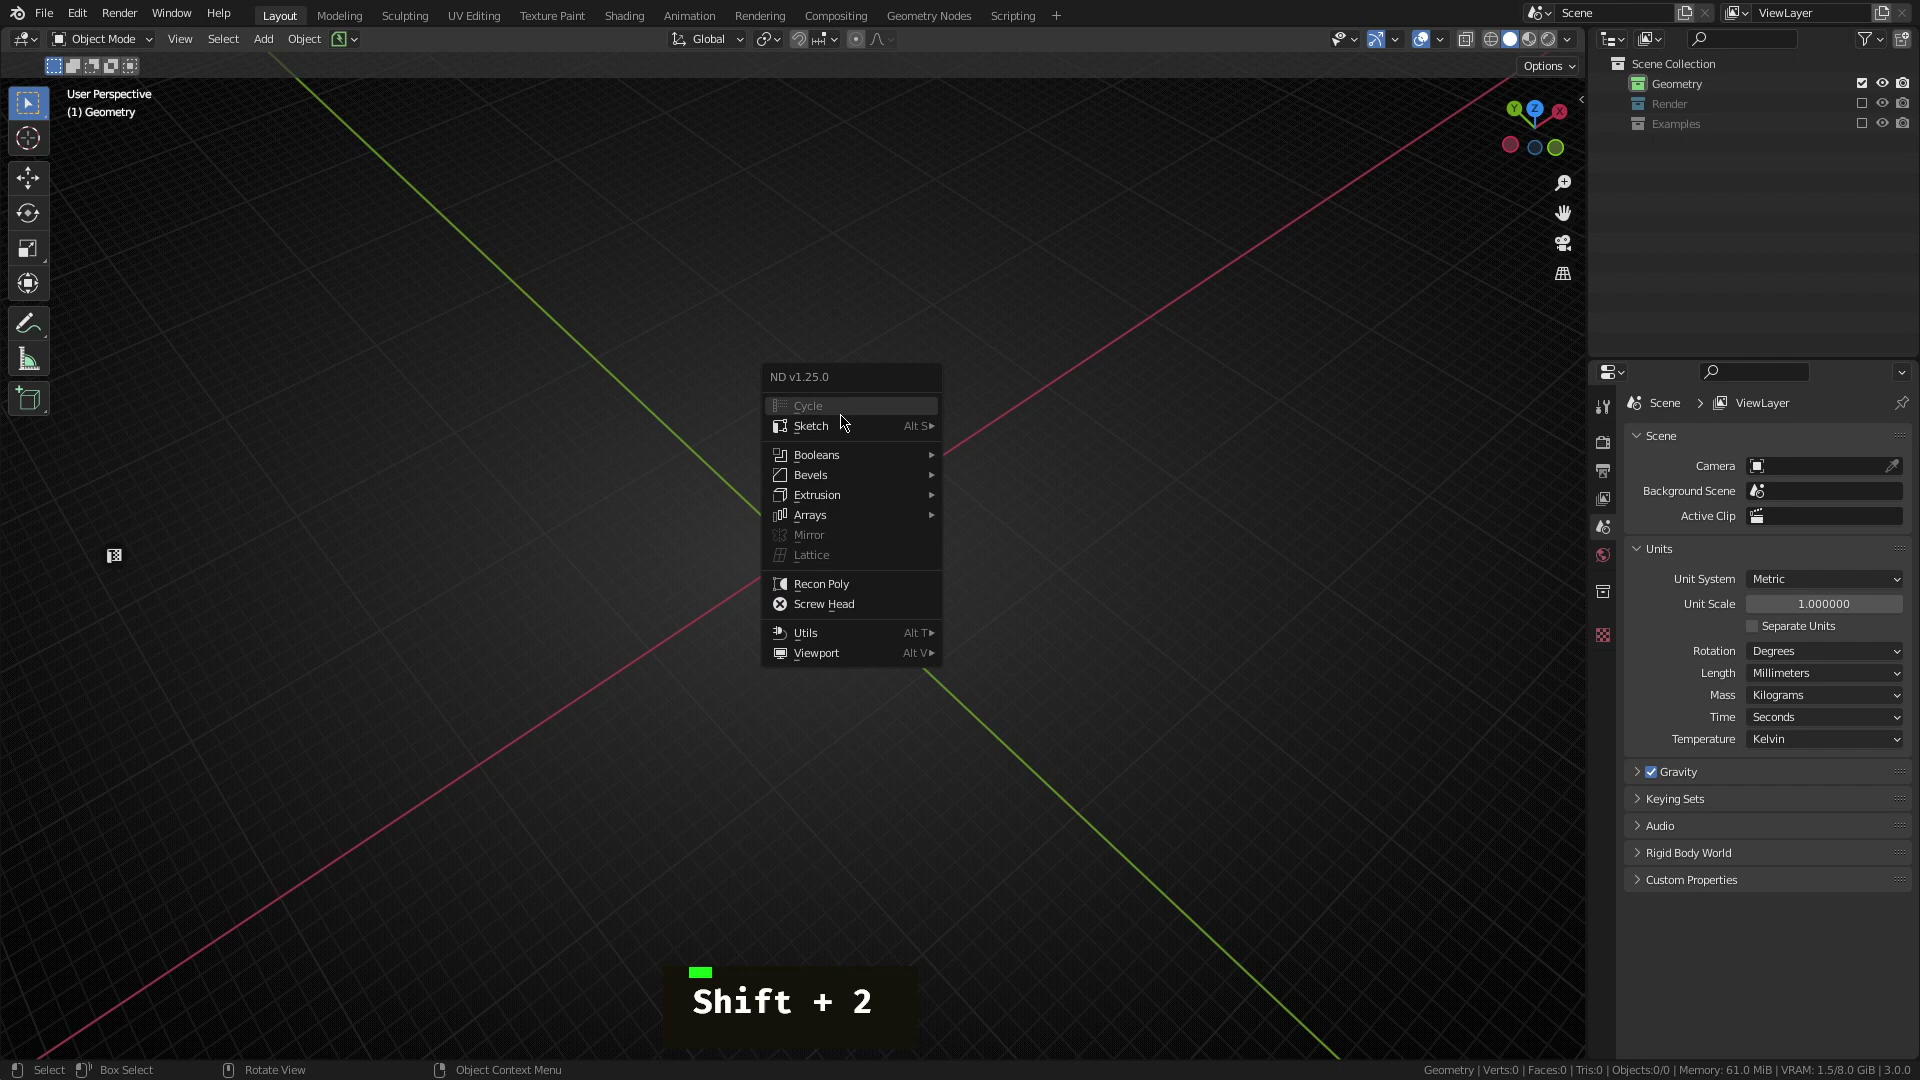 File Edit Render Window Help Layout Modeling Sculpting UV Editing Texture Paint Shading Animation Rendering Compositing Geometry Nodes Scripting + Scene ViewLayer
Object Mode View Select Add Object Global
Options
User Perspective
(1) Geometry
Y Z X
Scene Collection
Geometry
Render
Examples
ND v1.25.0
Cycle
Sketch Alt S
Booleans
Bevels
Extrusion
Arrays
Mirror
Lattice
Recon Poly
Screw Head
Utils Alt T
Viewport Alt V
Scene > ViewLayer
Scene
Camera
Background Scene
Active Clip
Units
Unit System Metric
Unit Scale 1.000000
Separate Units
Rotation Degrees
Length Millimeters
Mass Kilograms
Time Seconds
Temperature Kelvin
Gravity
Keying Sets
Audio
Rigid Body World
Custom Properties
Shift + 2
Select Box Select Rotate View Object Context Menu Geometry | Verts:0 | Faces:0 | Tris:0 | Objects:0/0 | Memory: 61.0 MiB | VRAM: 1.5/8.0 GiB | 3.0.0